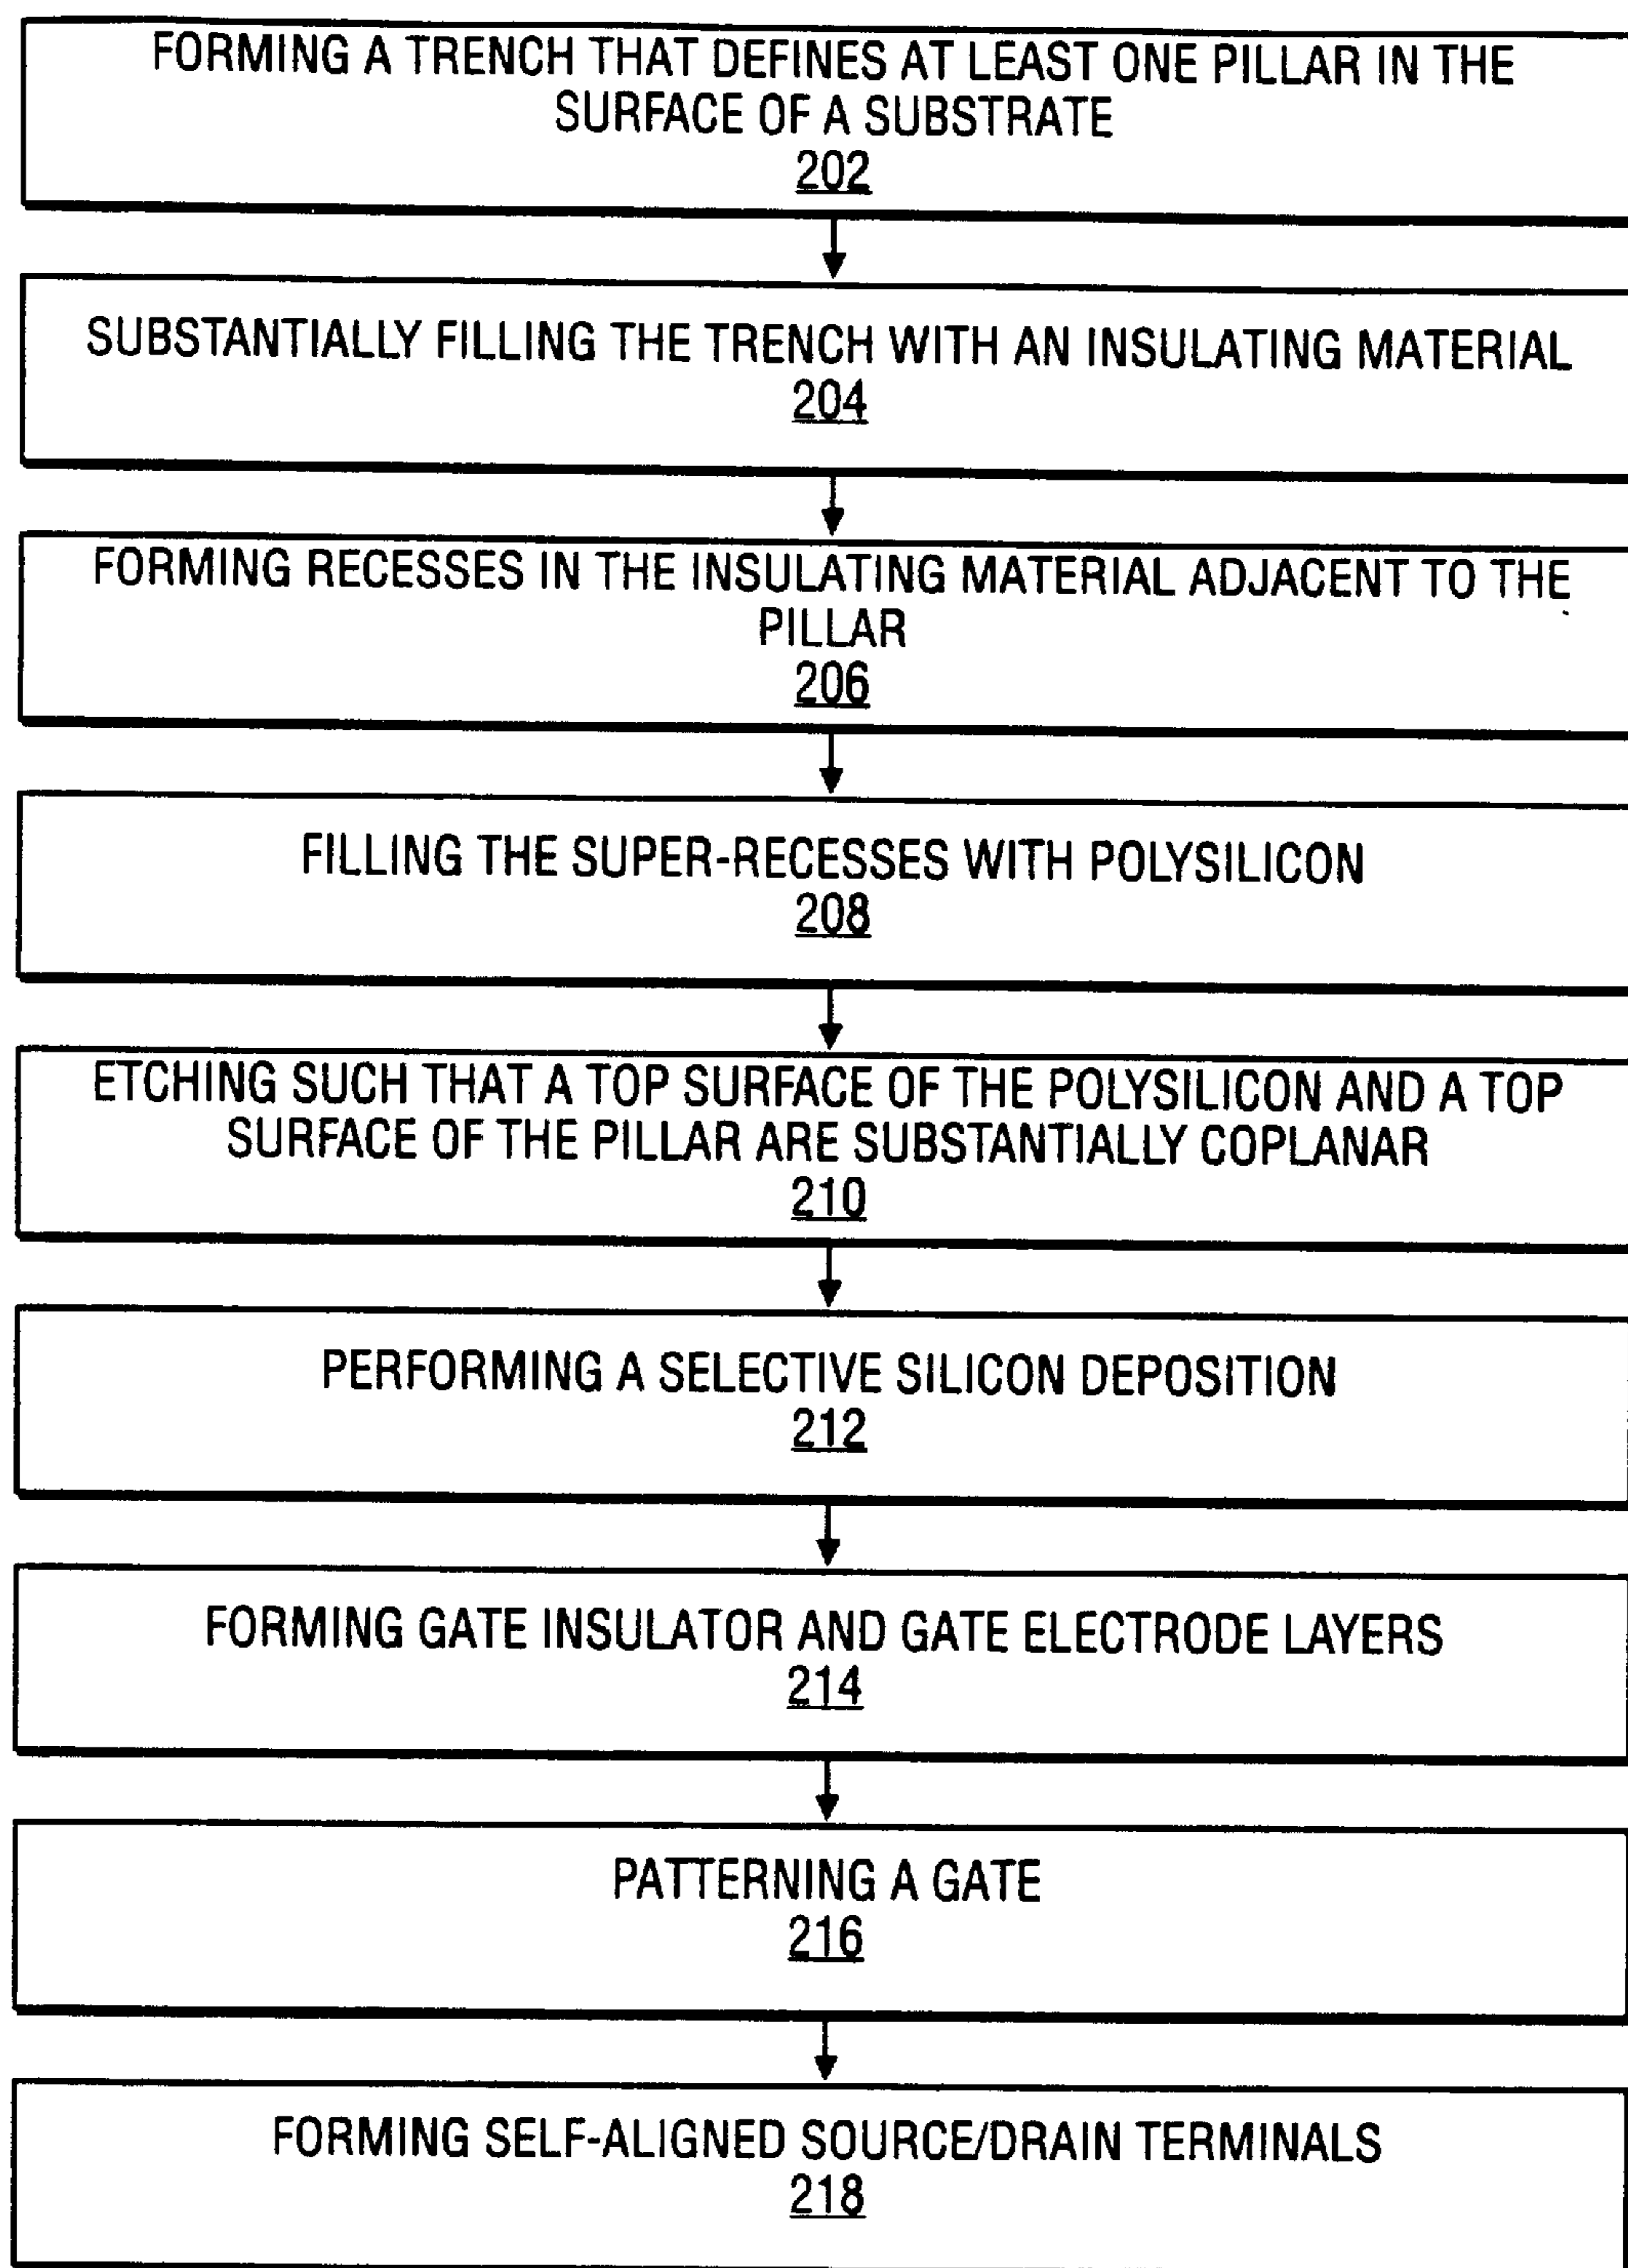 FORMING A TRENCH THAT DEFINES AT LEAST ONE PILLAR IN THE
SURFACE OF A SUBSTRATE
202
SUBSTANTIALLY FILLING THE TRENCH WITH AN INSULATING MATERIAL
204
FORMING RECESSES IN THE INSULATING MATERIAL ADJACENT TO THE
PILLAR
206
FILLING THE SUPER-RECESSES WITH POLYSILICON
208
ETCHING SUCH THAT A TOP SURFACE OF THE POLYSILICON AND A TOP
SURFACE OF THE PILLAR ARE SUBSTANTIALLY COPLANAR
210
PERFORMING A SELECTIVE SILICON DEPOSITION
212
FORMING GATE INSULATOR AND GATE ELECTRODE LAYERS
214
PATTERNING A GATE
216
FORMING SELF-ALIGNED SOURCE/DRAIN TERMINALS
218